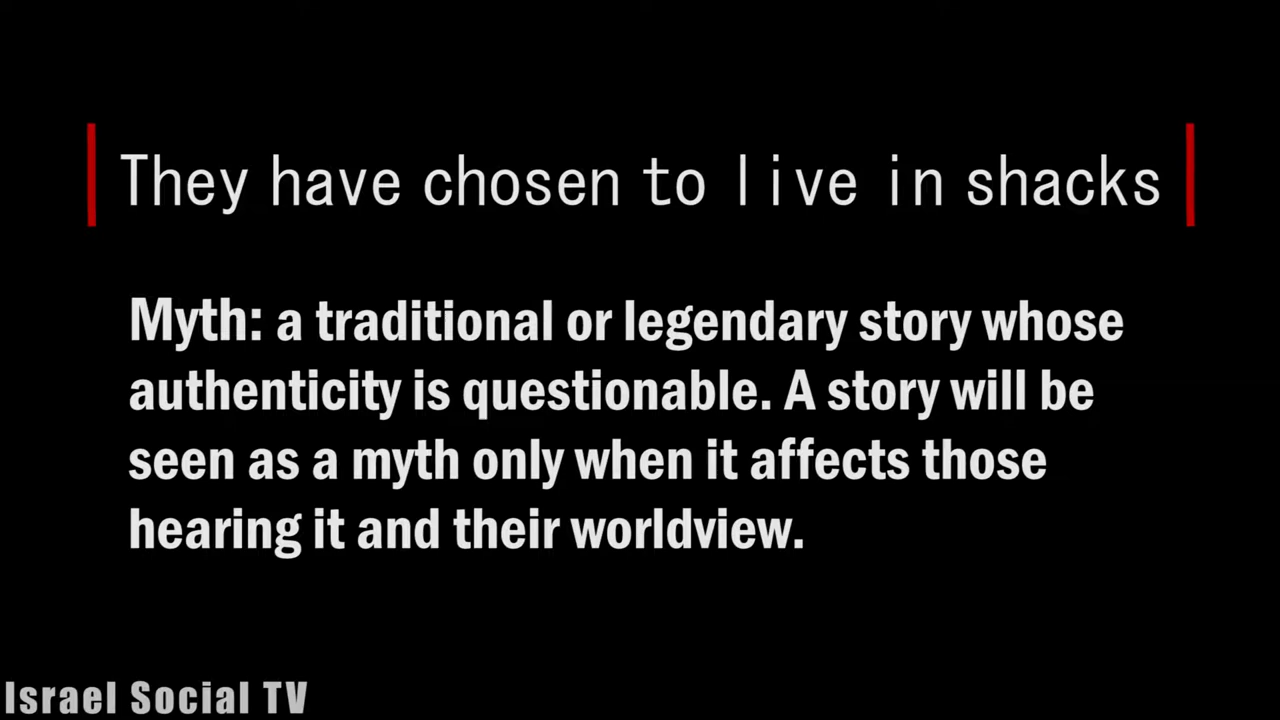 They have chosen to live in shacks
Myth: a traditional or legendary story whose
authenticity is questionable. A story will be
seen as a myth only when it affects those
hearing it and their worldview.
Israel Social TV